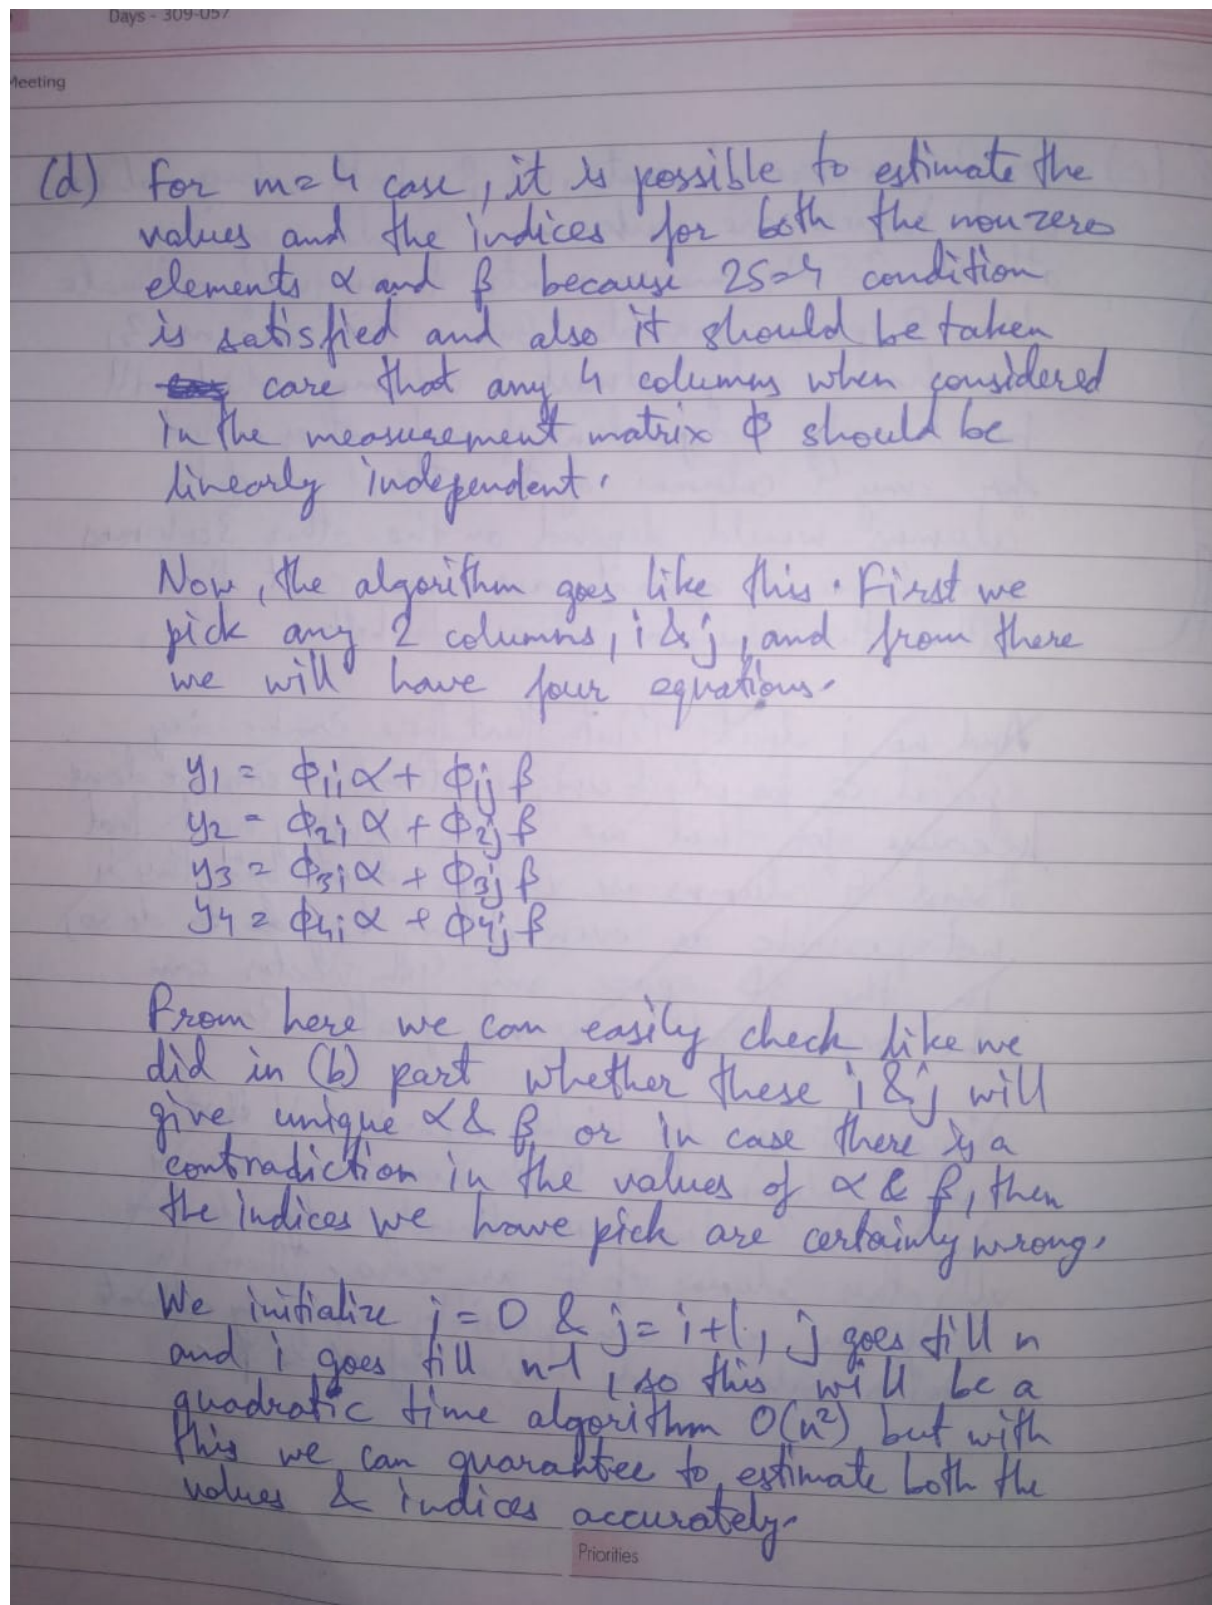 Days - 309-057
Meeting
(d) For m=4 case, it is possible to estimate the
values and the indices for both the non zero
elements α and β because 2S=4 condition
is satisfied and also it should be taken
care that any 4 columns when considered
in the measurement matrix ϕ should be
linearly independent.
Now, the algorithm goes like this. First we
pick any 2 columns, i & j, and from there
we will have four equations.
y1 = ϕ1i α + ϕ1j β
y2 = ϕ2i α + ϕ2j β
y3 = ϕ3i α + ϕ3j β
y4 = ϕ4i α + ϕ4j β
From here we can easily check like we
did in (b) part whether these i & j will
give unique α & β or in case there is a
contradiction in the values of α & β, then
the indices we have pick are certainly wrong.
We initialize i = 0 & j = i+1, j goes till n
and i goes till n-1, so this will be a
quadratic time algorithm O(n²) but with
this we can guarantee to estimate both the
values & indices accurately.
Priorities